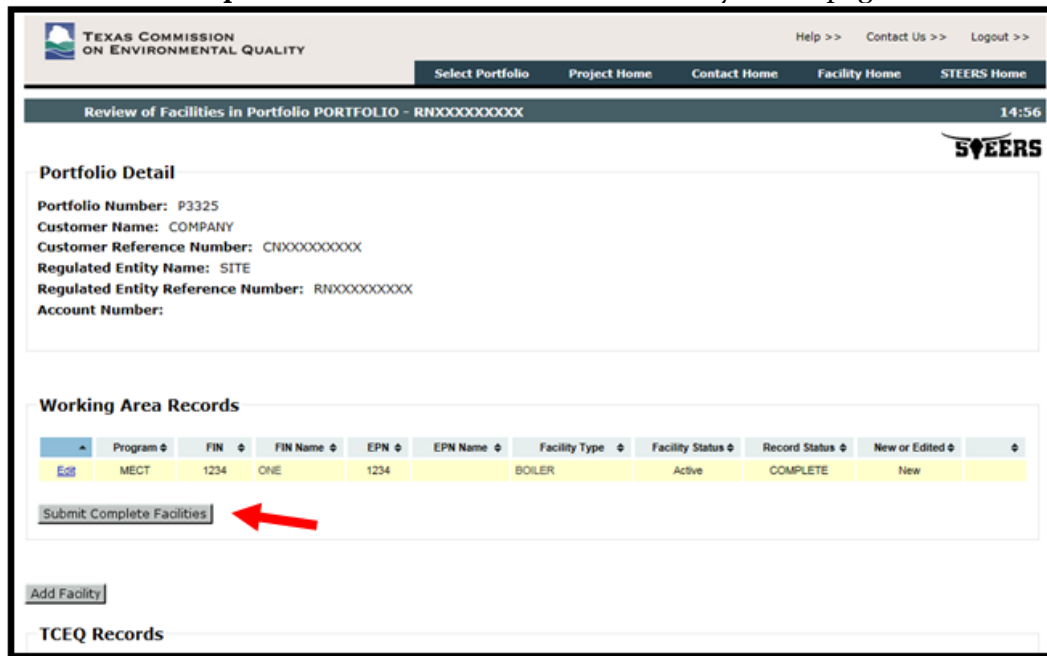 TEXAS COMMISSION
ON ENVIRONMENTAL QUALITY
Help >> Contact Us >> Logout >>
Select Portfolio Project Home Contact Home Facility Home STEERS Home
Review of Facilities in Portfolio PORTFOLIO - RNXXXXXXXXX 14:56
STEERS
Portfolio Detail
Portfolio Number: P3325
Customer Name: COMPANY
Customer Reference Number: CNXXXXXXXXX
Regulated Entity Name: SITE
Regulated Entity Reference Number: RNXXXXXXXXX
Account Number:
Working Area Records
Program FIN FIN Name EPN EPN Name Facility Type Facility Status Record Status New or Edited
Edit MECT 1234 ONE 1234 BOILER Active COMPLETE New
Submit Complete Facilities
Add Facility
TCEQ Records